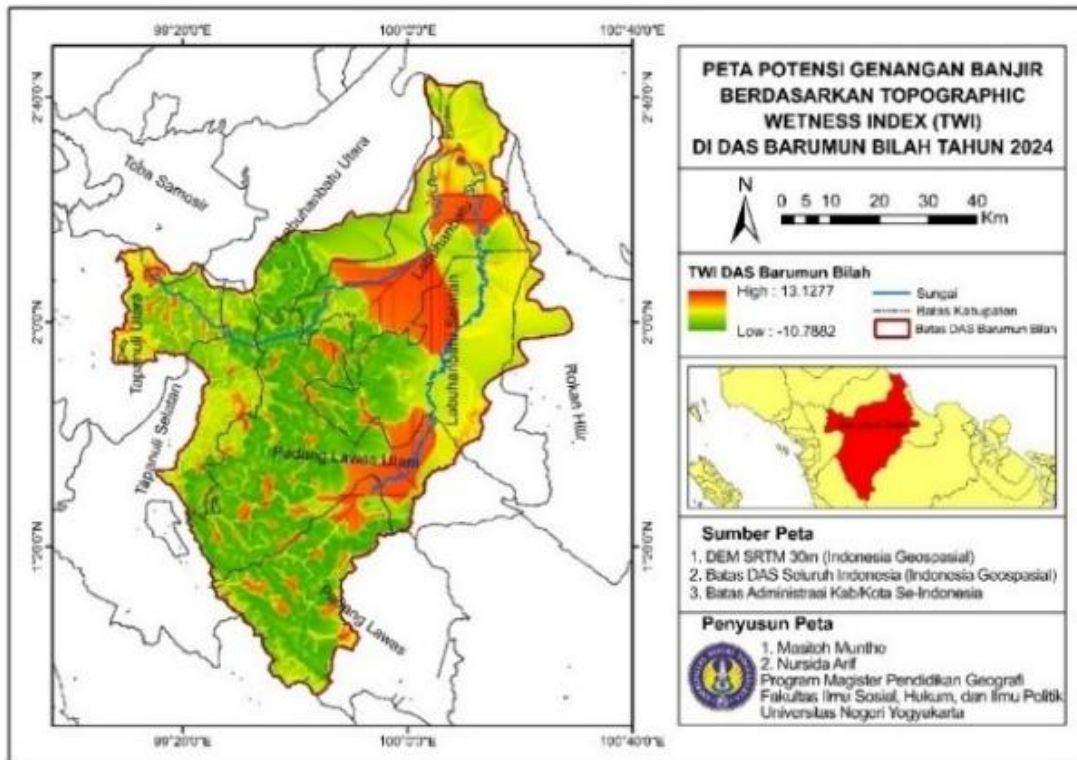 99°20'0"E 100°0'0"E 100°40'0"E
2°40'0"N
2°0'0"N
1°20'0"N
2°40'0"N
2°0'0"N
1°20'0"N
99°20'0"E 100°0'0"E 100°40'0"E
Toba Samosir
Labuhanbatu Utara
Labuhanbatu
Labuhanbatu Selatan
Tapanuli Utara
Tapanuli Selatan
Rokan Hilir
Padang Lawas Utara
Padang Lawas
PETA POTENSI GENANGAN BANJIR
BERDASARKAN TOPOGRAPHIC
WETNESS INDEX (TWI)
DI DAS BARUMUN BILAH TAHUN 2024
N
0 5 10 20 30 40
Km
TWI DAS Barumun Bilah
High : 13.1277
Low : -10.7882
Sungai
Batas Kabupaten
Batas DAS Barumun Bilah
Sumber Peta
1. DEM SRTM 30m (Indonesia Geospasial)
2. Batas DAS Seluruh Indonesia (Indonesia Geospasial)
3. Batas Administrasi Kab/Kota Se-Indonesia
Penyusun Peta
1. Masitoh Munthe
2. Nursida Arif
Program Magister Pendidikan Geografi
Fakultas Ilmu Sosial, Hukum, dan Ilmu Politik
Universitas Negeri Yogyakarta